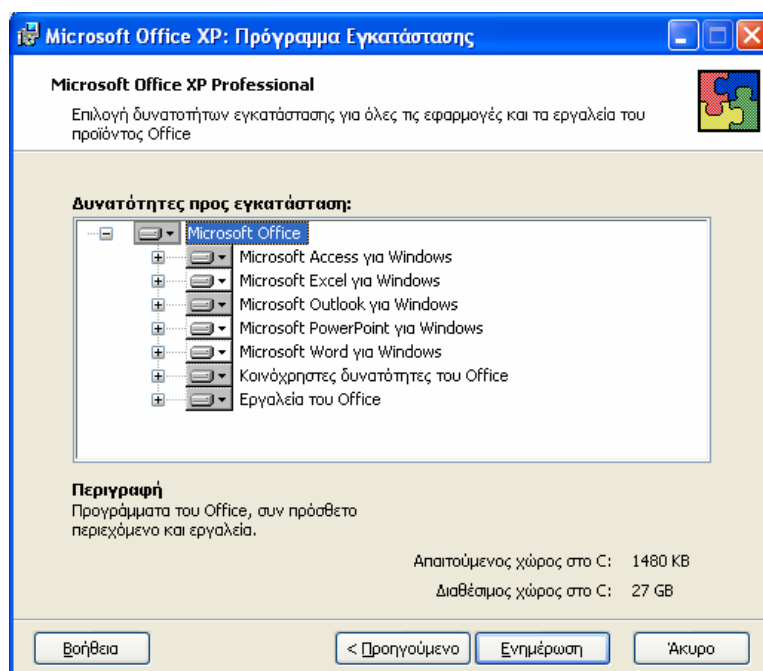 Microsoft Office XP: Πρόγραμμα Εγκατάστασης
Microsoft Office XP Professional
Επιλογή δυνατοτήτων εγκατάστασης για όλες τις εφαρμογές και τα εργαλεία του
προϊόντος Office
Δυνατότητες προς εγκατάσταση:
Microsoft Office
Microsoft Access για Windows
Microsoft Excel για Windows
Microsoft Outlook για Windows
Microsoft PowerPoint για Windows
Microsoft Word για Windows
Κοινόχρηστες δυνατότητες του Office
Εργαλεία του Office
Περιγραφή
Προγράμματα του Office, συν πρόσθετο
περιεχόμενο και εργαλεία.
Απαιτούμενος χώρος στο C: 1480 KB
Διαθέσιμος χώρος στο C: 27 GB
Βοήθεια < Προηγούμενο Ενημέρωση Άκυρο